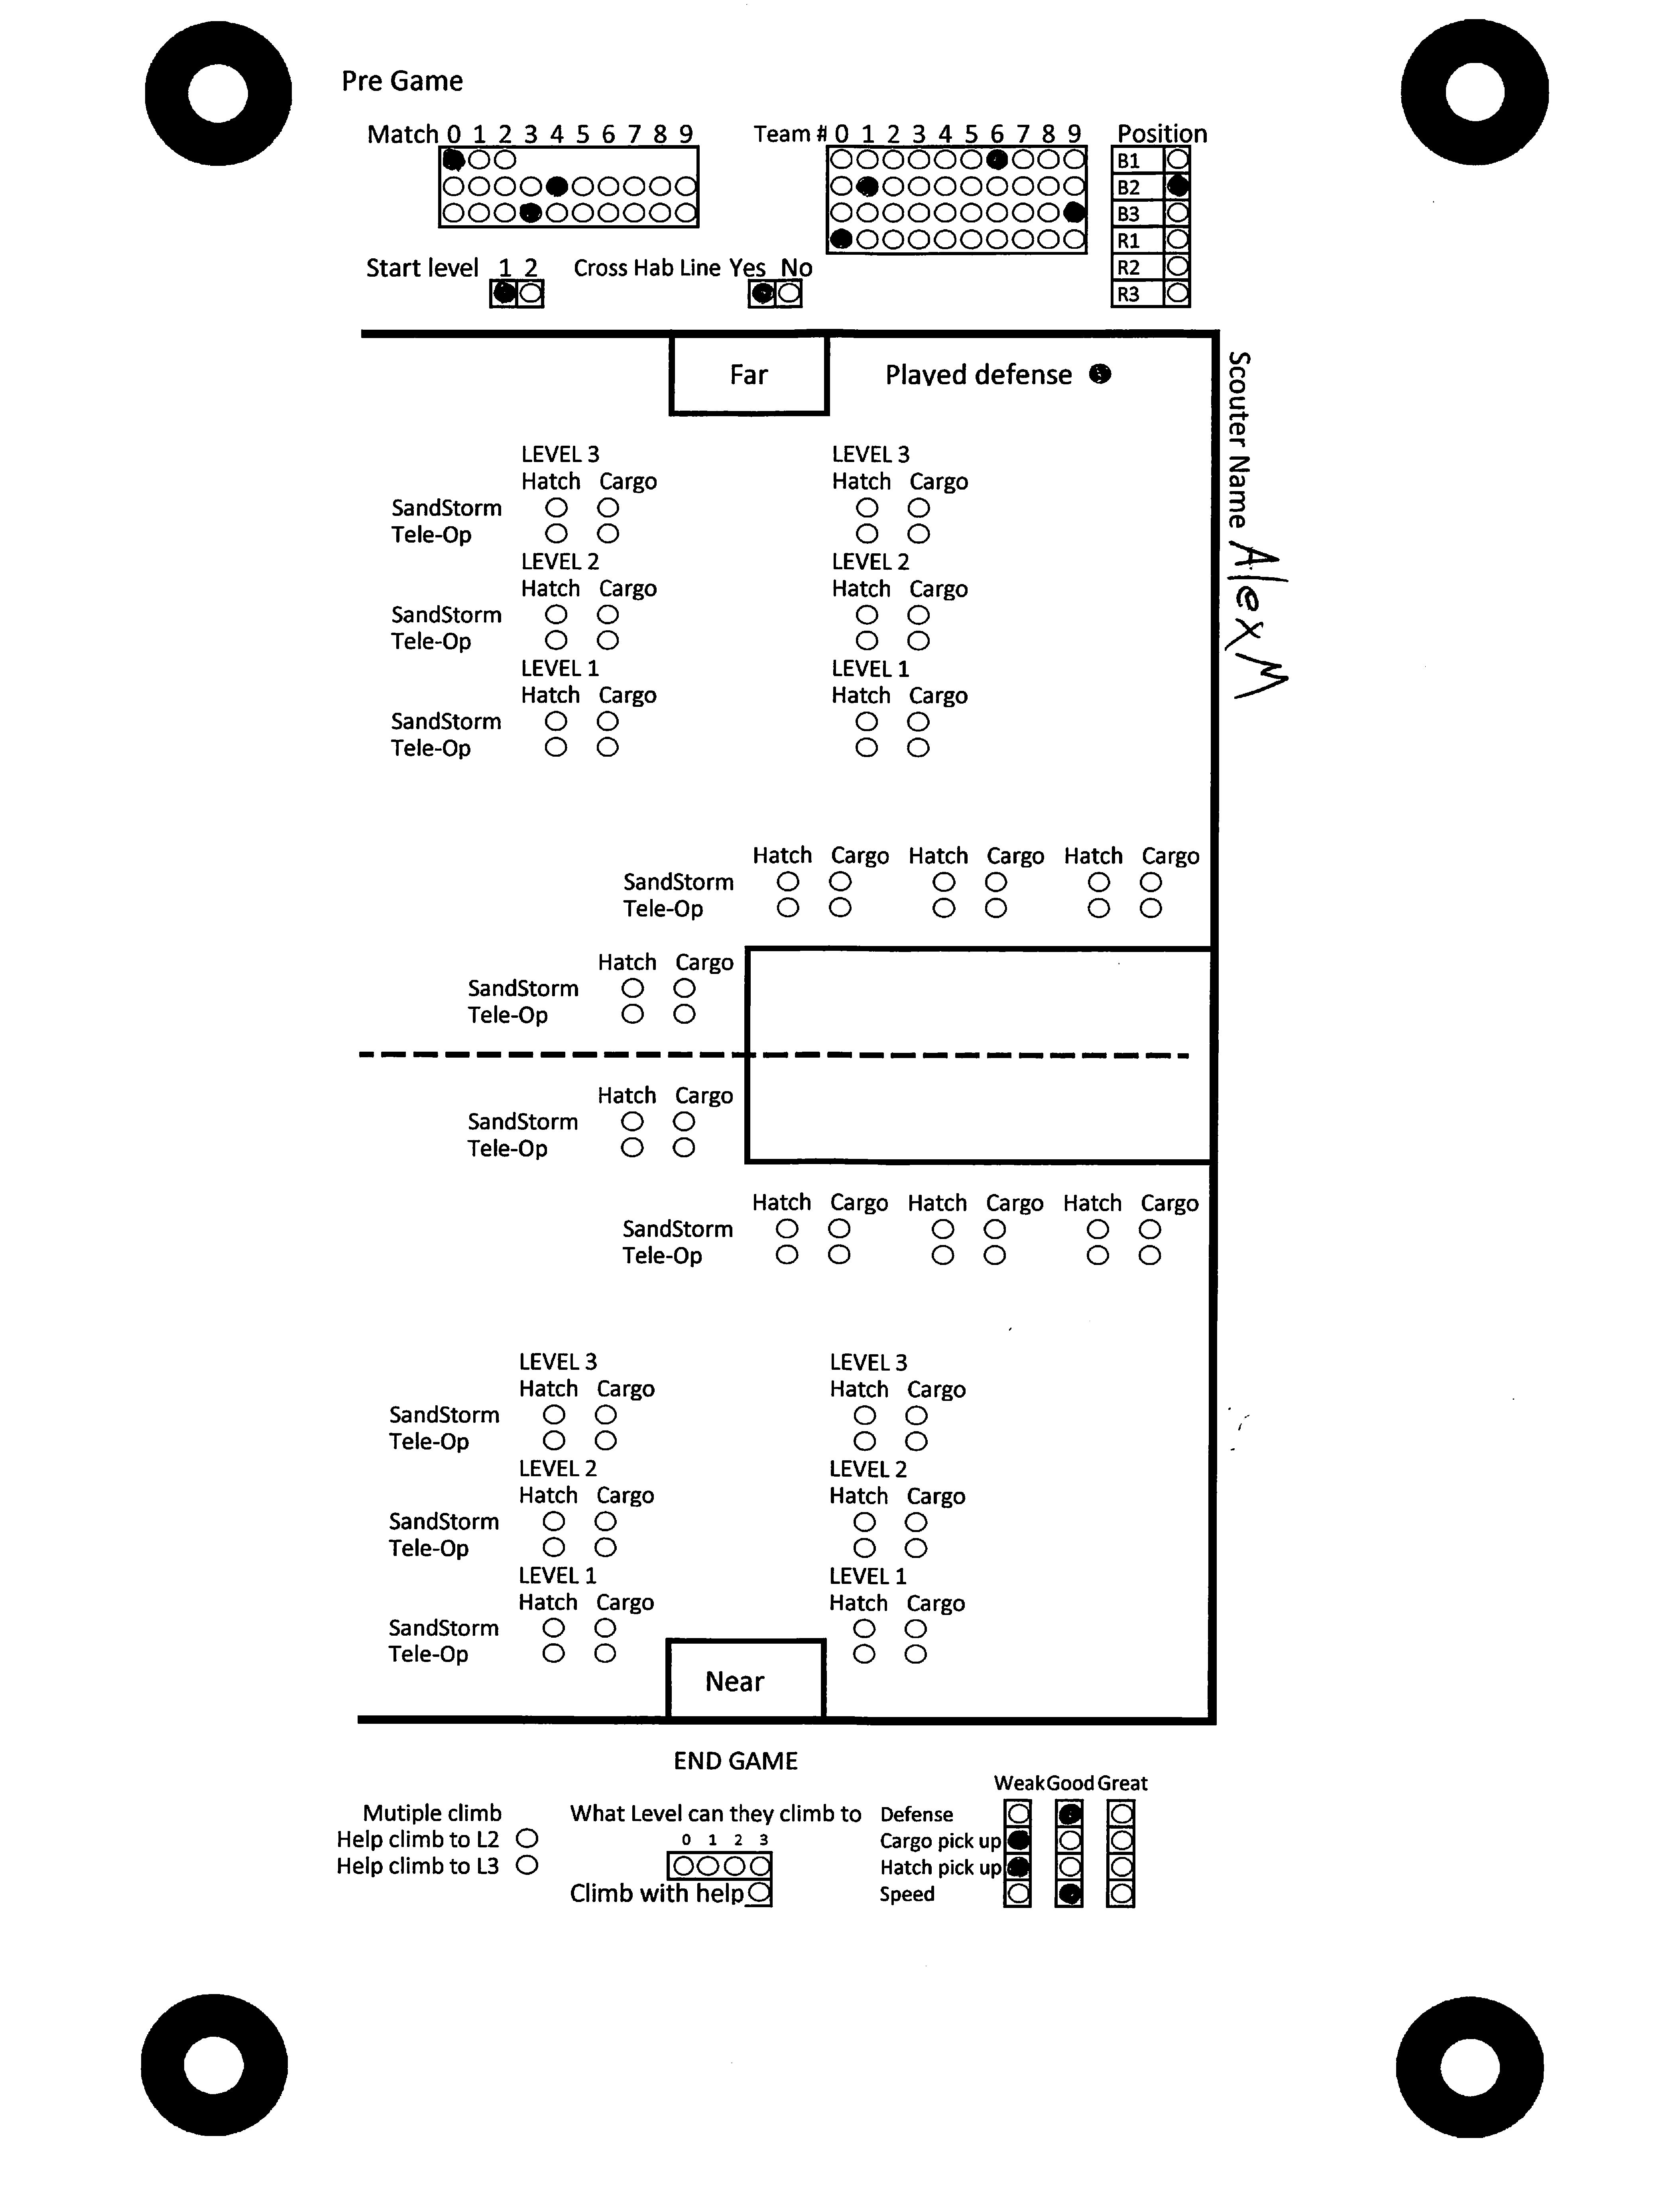 Pre Game
Match 0 1 2 3 4 5 6 7 8 9
Team # 0 1 2 3 4 5 6 7 8 9
Position
B1
B2
B3
R1
R2
R3
Start level 1 2
Cross Hab Line Yes No
Far
Played defense
Scouter Name Alex M
LEVEL 3 LEVEL 3
Hatch Cargo Hatch Cargo
SandStorm
Tele-Op
LEVEL 2 LEVEL 2
Hatch Cargo Hatch Cargo
SandStorm
Tele-Op
LEVEL 1 LEVEL 1
Hatch Cargo Hatch Cargo
SandStorm
Tele-Op
Hatch Cargo Hatch Cargo Hatch Cargo
SandStorm
Tele-Op
Hatch Cargo
SandStorm
Tele-Op
Hatch Cargo
SandStorm
Tele-Op
Hatch Cargo Hatch Cargo Hatch Cargo
SandStorm
Tele-Op
LEVEL 3 LEVEL 3
Hatch Cargo Hatch Cargo
SandStorm
Tele-Op
LEVEL 2 LEVEL 2
Hatch Cargo Hatch Cargo
SandStorm
Tele-Op
LEVEL 1 LEVEL 1
Hatch Cargo Hatch Cargo
SandStorm
Tele-Op
Near
END GAME
Mutiple climb
Help climb to L2
Help climb to L3
What Level can they climb to
0 1 2 3
Climb with help
Weak Good Great
Defense
Cargo pick up
Hatch pick up
Speed